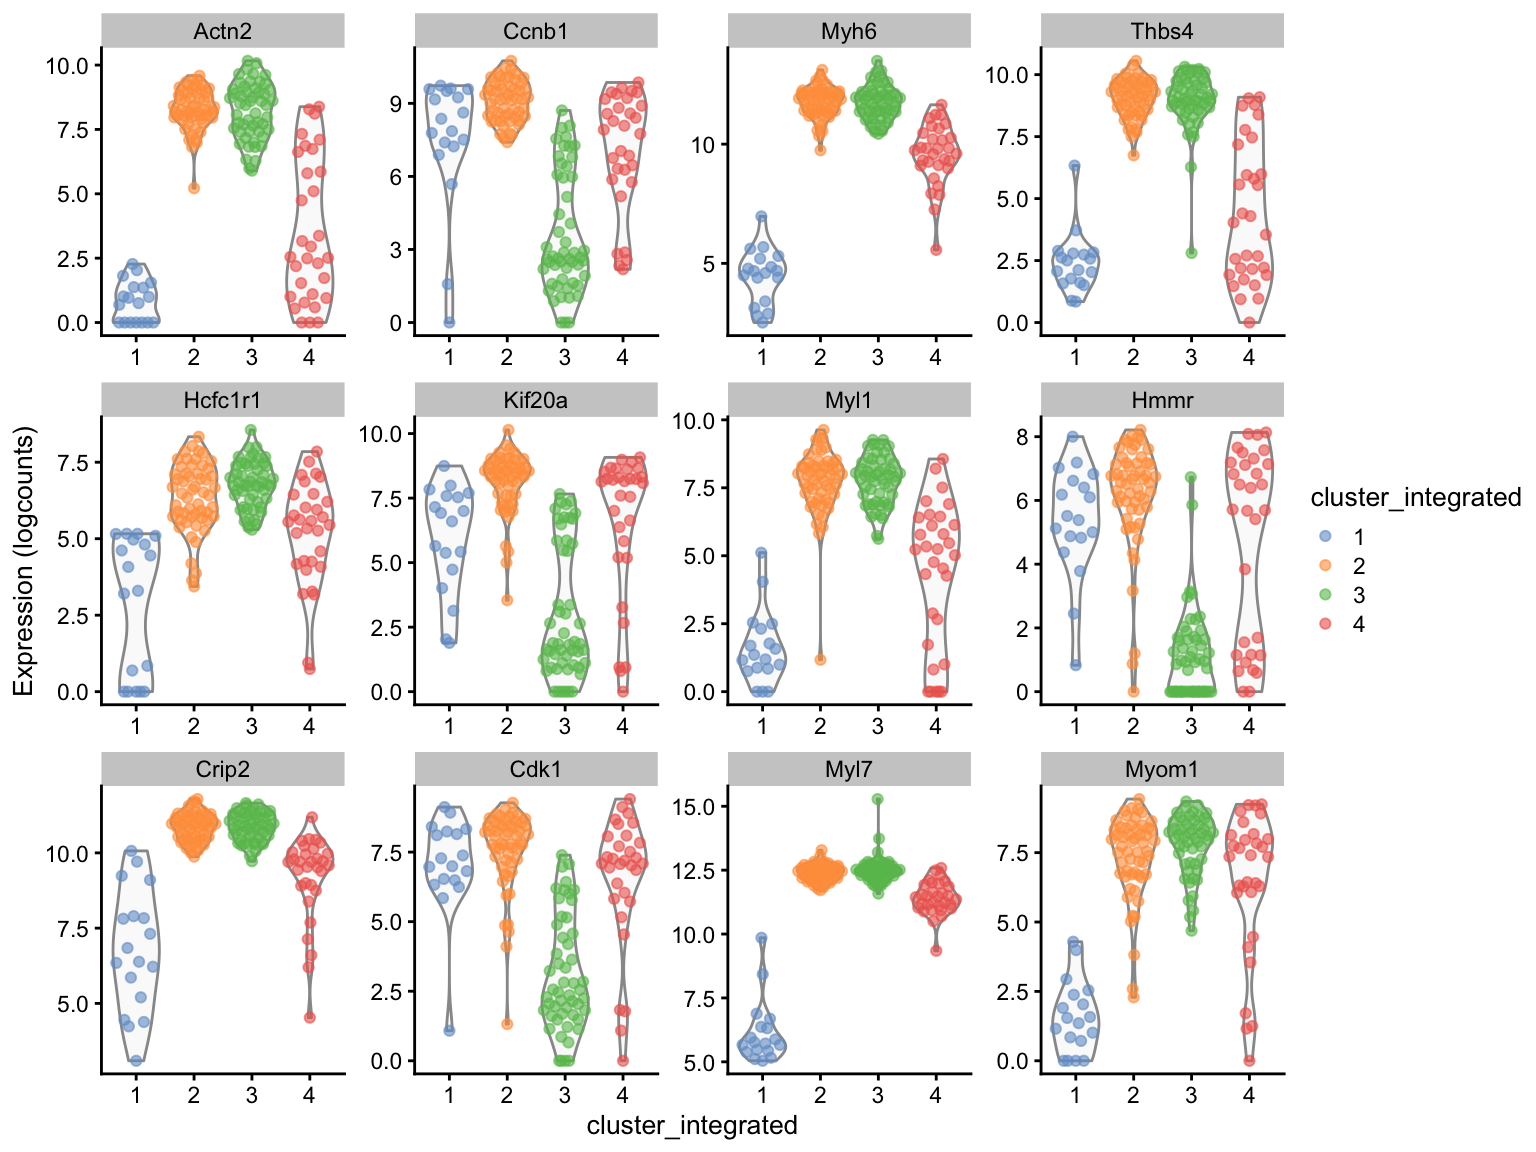 Actn2 Ccnb1 Myh6 Thbs4
10.0 7.5 5.0 2.5 0.0
9 6 3 0
10 5
10.0 7.5 5.0 2.5 0.0
1 2 3 4 1 2 3 4 1 2 3 4 1 2 3 4
Hcfc1r1 Kif20a Myl1 Hmmr
7.5 5.0 2.5 0.0
10.0 7.5 5.0 2.5 0.0
10.0 7.5 5.0 2.5 0.0
8 6 4 2 0
1 2 3 4 1 2 3 4 1 2 3 4 1 2 3 4
Crip2 Cdk1 Myl7 Myom1
10.0 7.5 5.0
7.5 5.0 2.5 0.0
15.0 12.5 10.0 7.5 5.0
7.5 5.0 2.5 0.0
1 2 3 4 1 2 3 4 1 2 3 4 1 2 3 4
Expression (logcounts)
cluster_integrated
cluster_integrated
1
2
3
4